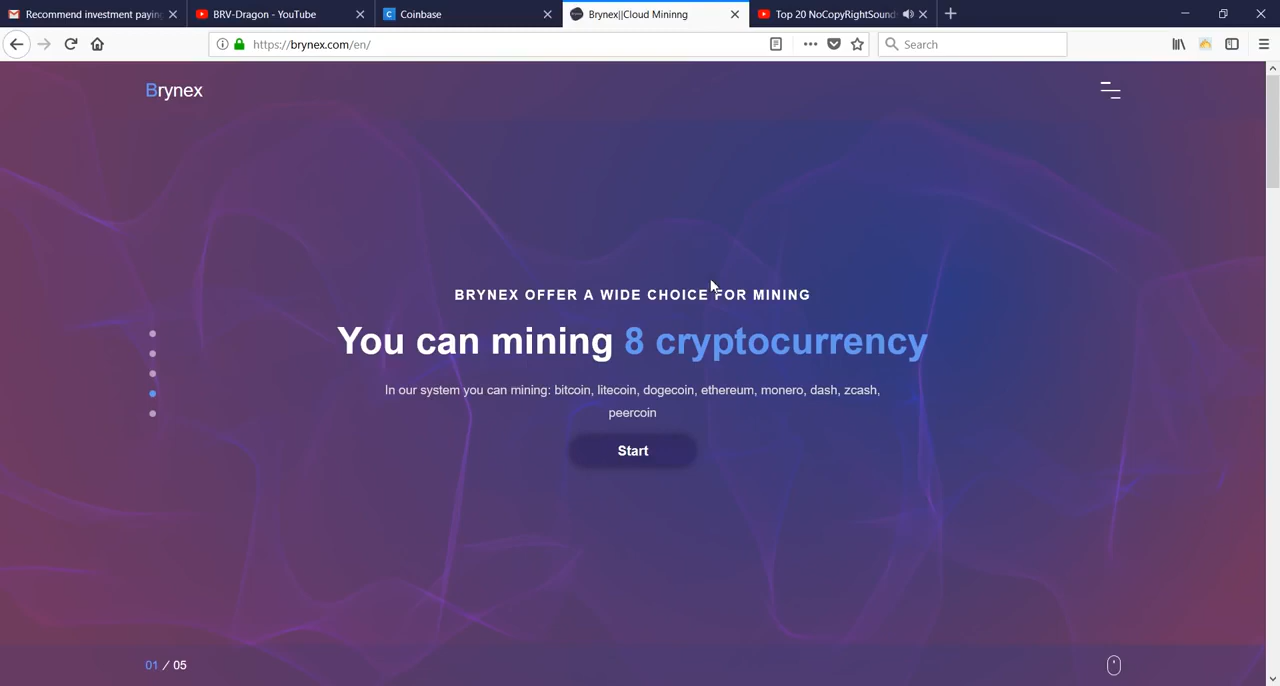 Recommend investment paying
BRV-Dragon - YouTube
Coinbase
Brynex||Cloud Mininng
Top 20 NoCopyRightSounds
https://brynex.com/en/
Search
Brynex
BRYNEX OFFER A WIDE CHOICE FOR MINING
You can mining 8 cryptocurrency
In our system you can mining: bitcoin, litecoin, dogecoin, ethereum, monero, dash, zcash,
peercoin
Start
01 / 05